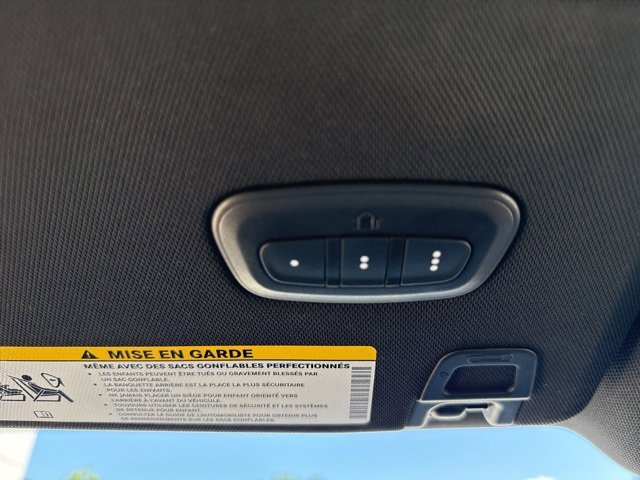 MISE EN GARDE
MÊME AVEC DES SACS GONFLABLES PERFECTIONNÉS
• LES ENFANTS PEUVENT ÊTRE TUÉS OU GRAVEMENT BLESSÉS PAR
UN SAC GONFLABLE.
• LA BANQUETTE ARRIÈRE EST LA PLACE LA PLUS SÉCURITAIRE
POUR LES ENFANTS.
• NE JAMAIS PLACER UN SIÈGE POUR ENFANT ORIENTÉ VERS
L'ARRIÈRE À L'AVANT DU VÉHICULE.
• TOUJOURS UTILISER LES CEINTURES DE SÉCURITÉ ET LES SYSTÈMES
DE RETENUE POUR ENFANT.
• CONSULTER LE GUIDE DE L'AUTOMOBILISTE POUR OBTENIR PLUS
DE RENSEIGNEMENTS SUR LES SACS GONFLABLES.